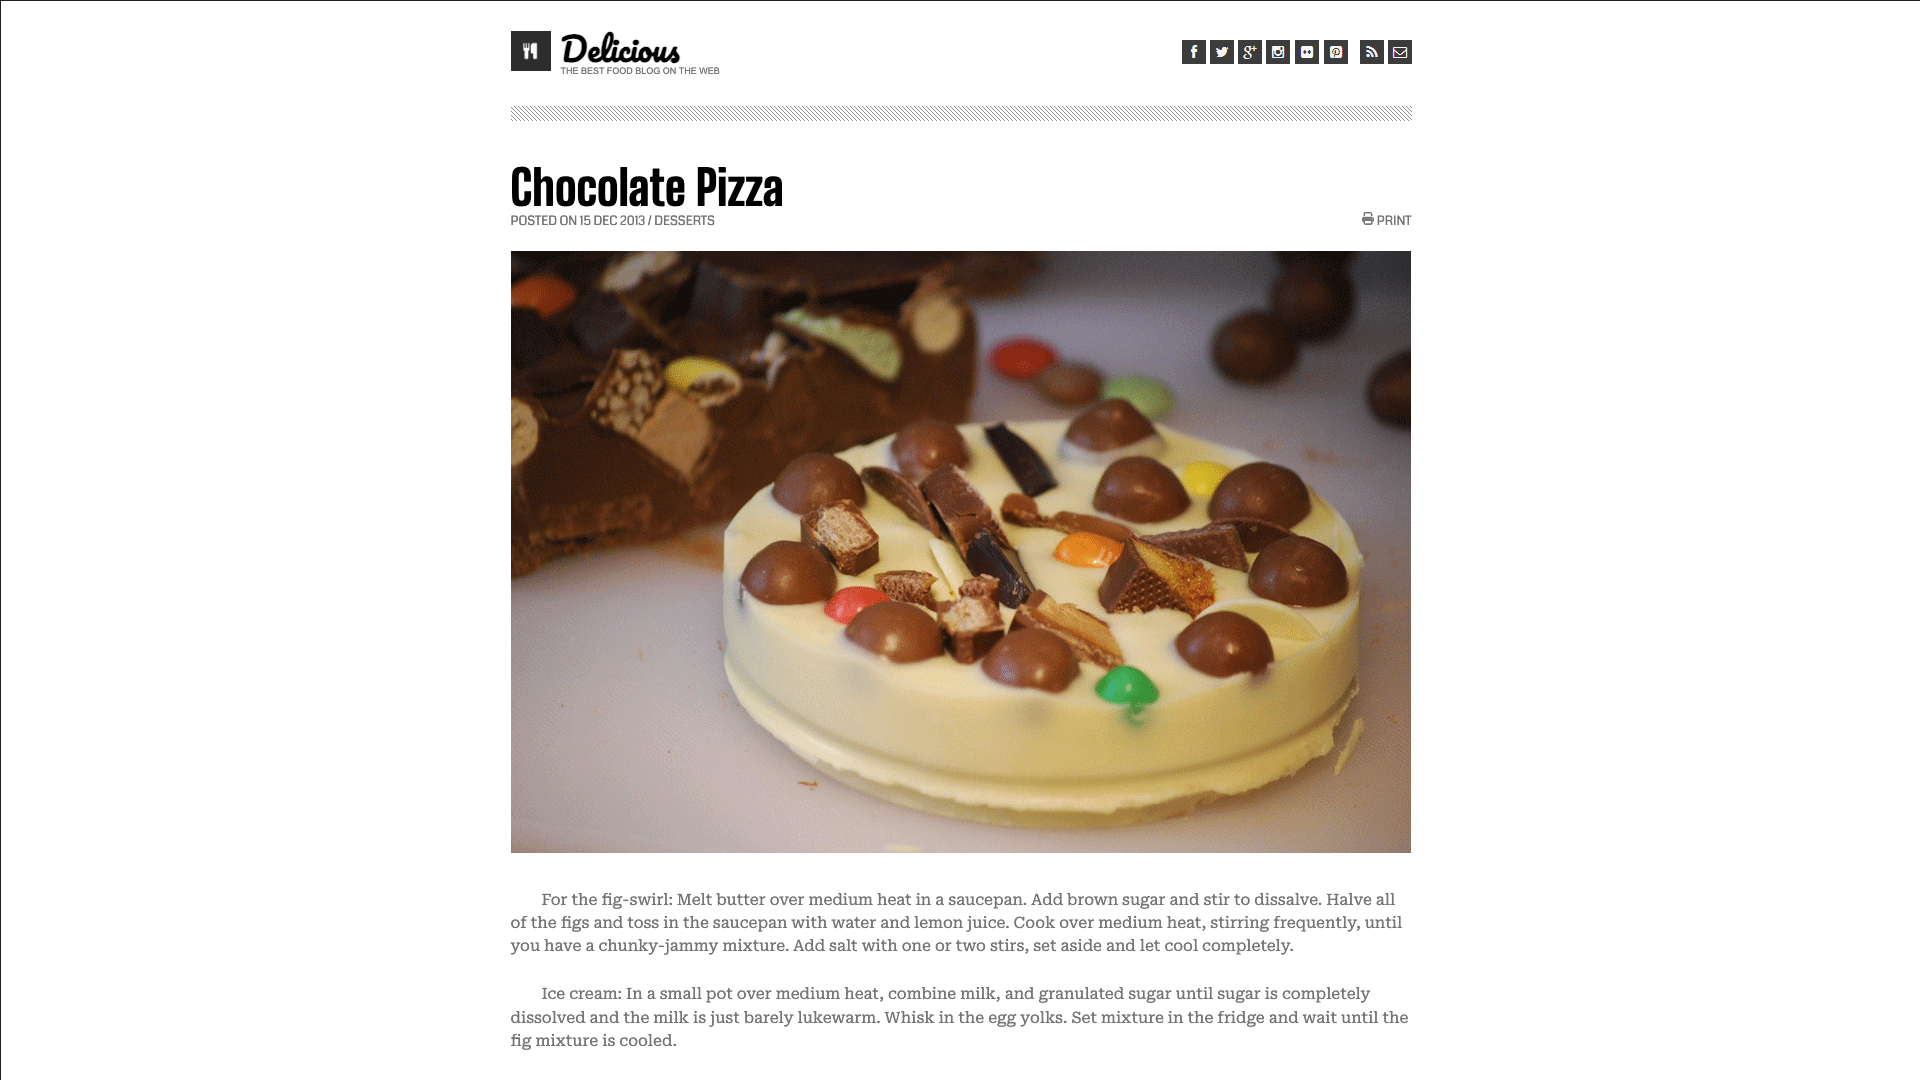 Delicious
THE BEST FOOD BLOG ON THE WEB
Chocolate Pizza
POSTED ON 15 DEC 2013 / DESSERTS
PRINT
For the fig-swirl: Melt butter over medium heat in a saucepan. Add brown sugar and stir to dissalve. Halve all
of the figs and toss in the saucepan with water and lemon juice. Cook over medium heat, stirring frequently, until
you have a chunky-jammy mixture. Add salt with one or two stirs, set aside and let cool completely.
Ice cream: In a small pot over medium heat, combine milk, and granulated sugar until sugar is completely
dissolved and the milk is just barely lukewarm. Whisk in the egg yolks. Set mixture in the fridge and wait until the
fig mixture is cooled.